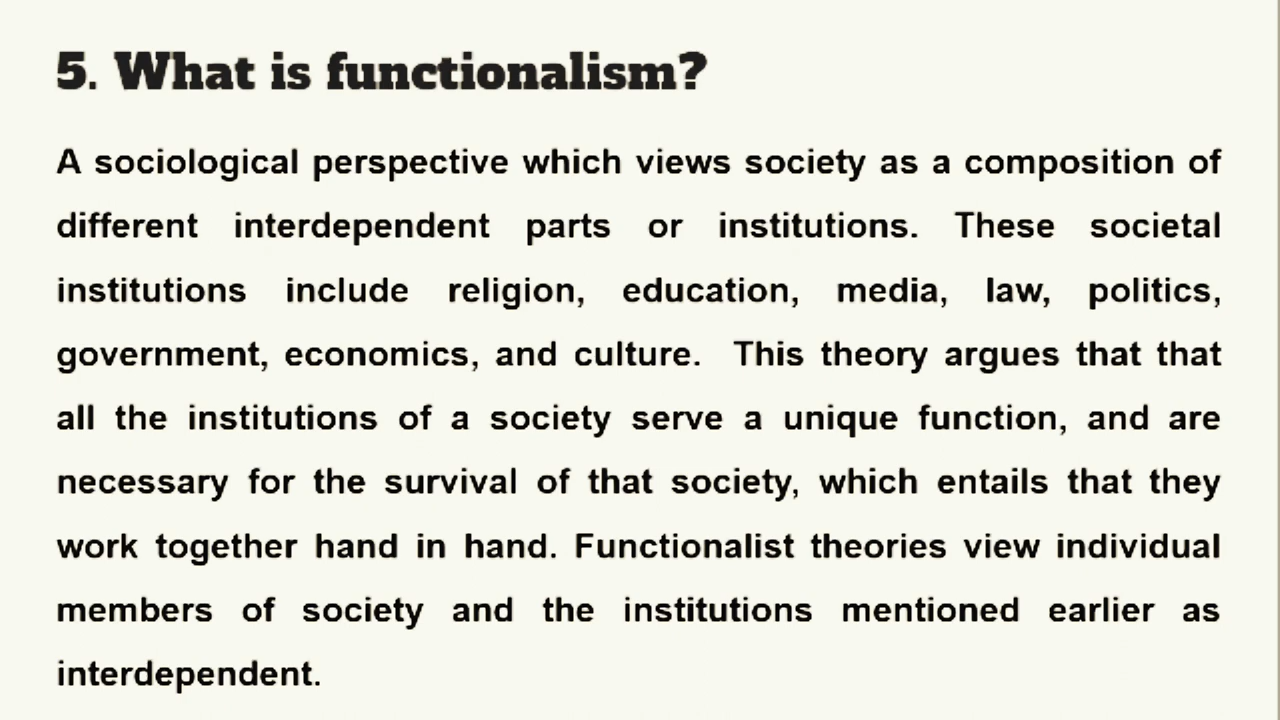 5. What is functionalism?
A sociological perspective which views society as a composition of
different interdependent parts or institutions. These societal
institutions include religion, education, media, law, politics,
government, economics, and culture.  This theory argues that that
all the institutions of a society serve a unique function, and are
necessary for the survival of that society, which entails that they
work together hand in hand. Functionalist theories view individual
members of society and the institutions mentioned earlier as
interdependent.